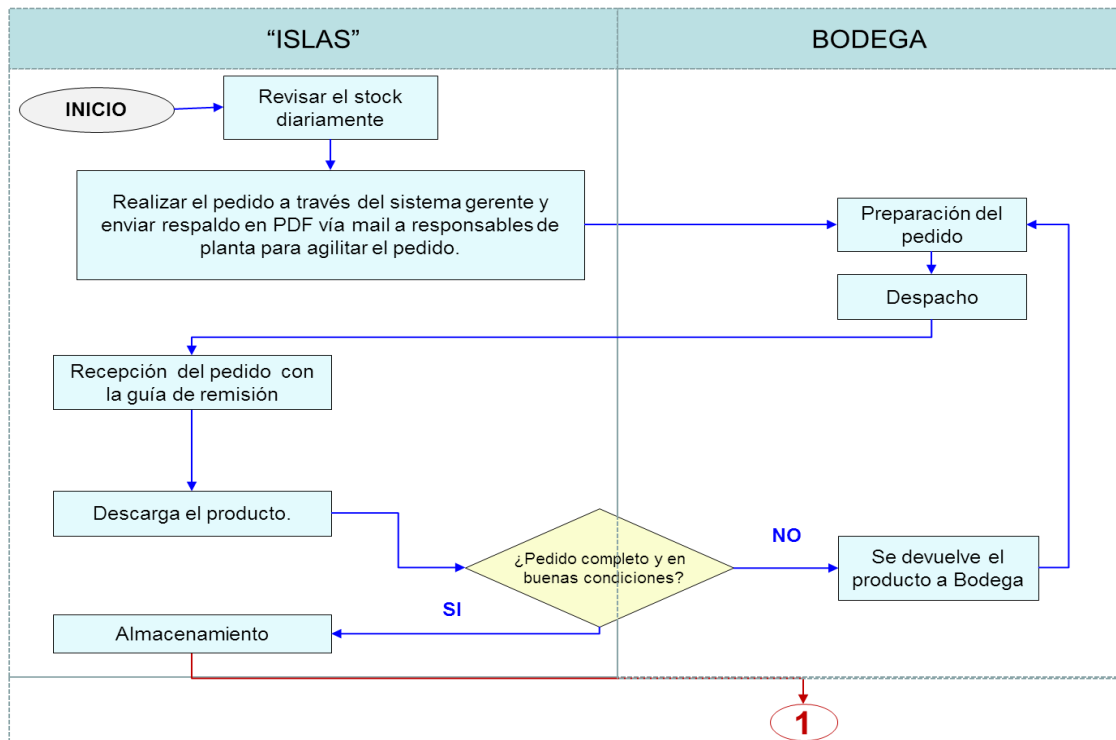 “ISLAS”
BODEGA
INICIO
Revisar el stock
diariamente
Realizar el pedido a través del sistema gerente y
enviar respaldo en PDF vía mail a responsables de
planta para agilitar el pedido.
Preparación del
pedido
Despacho
Recepción del pedido con
la guía de remisión
Descarga el producto.
¿Pedido completo y en
buenas condiciones?
NO
Se devuelve el
producto a Bodega
SI
Almacenamiento
1